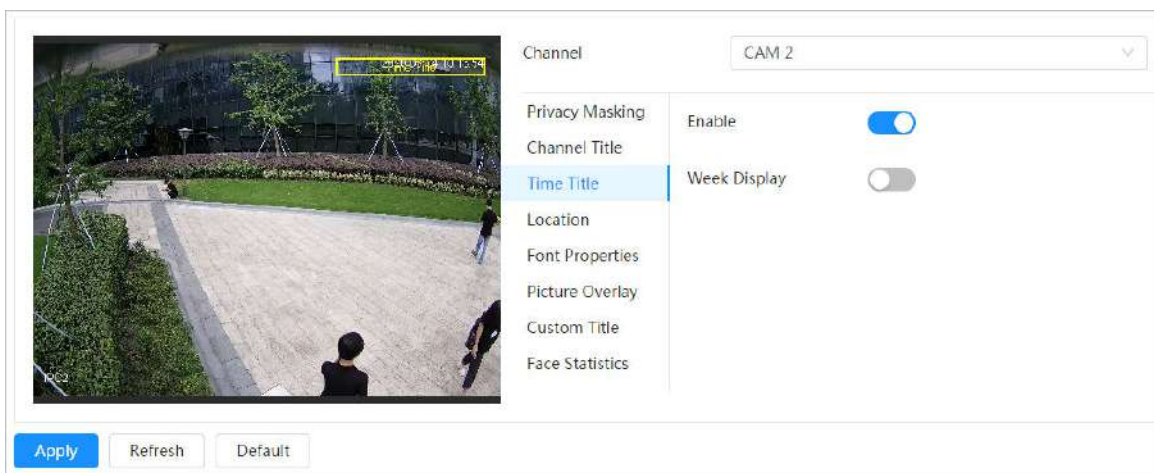 Channel
CAM 2
Privacy Masking
Channel Title
Time Title
Location
Font Properties
Picture Overlay
Custom Title
Face Statistics
Enable
Week Display
IPC2
Apply
Refresh
Default